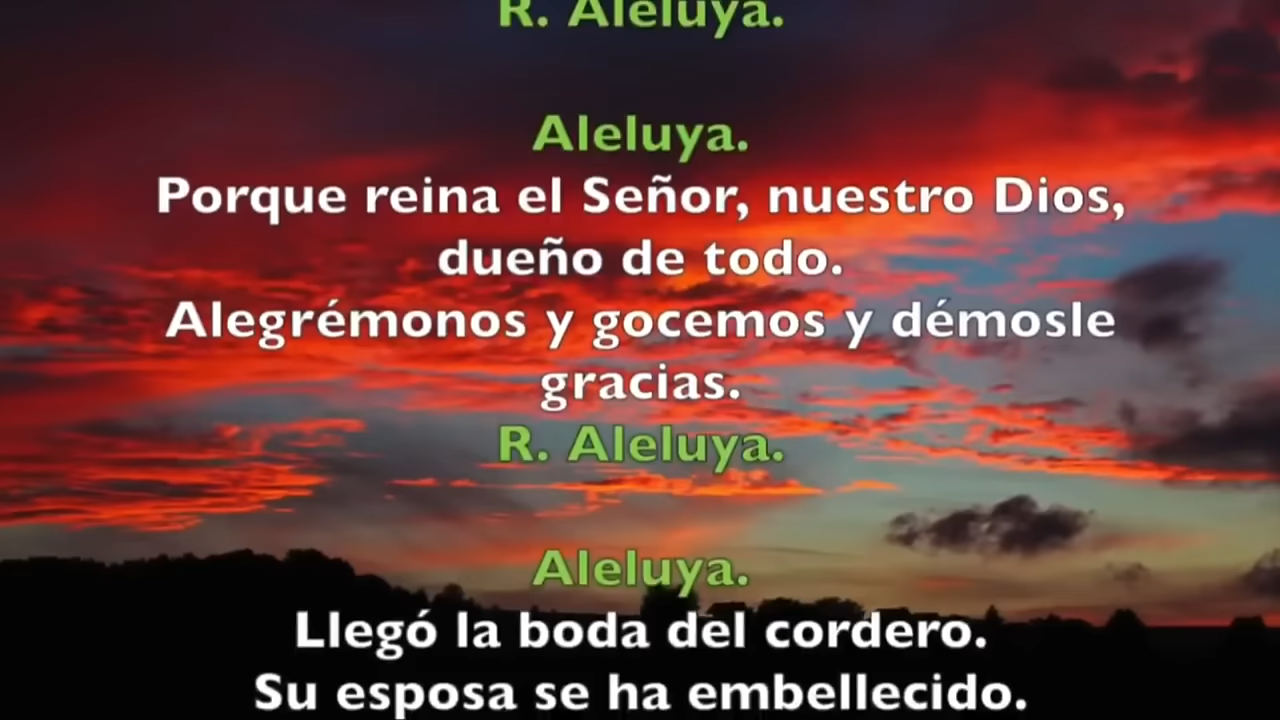 R. Aleluya.
Aleluya.
Porque reina el Señor, nuestro Dios,
dueño de todo.
Alegrémonos y gocemos y démosle
gracias.
R. Aleluya.
Aleluya.
Llegó la boda del cordero.
Su esposa se ha embellecido.